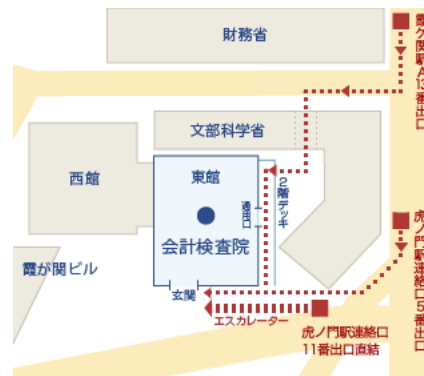 財務省
霞ケ関駅A13番出口
文部科学省
西館
東館
2階デッキ
通用口
会計検査院
虎ノ門駅連絡口5番出口
霞が関ビル
玄関
エスカレーター
虎ノ門駅連絡口
11番出口直結